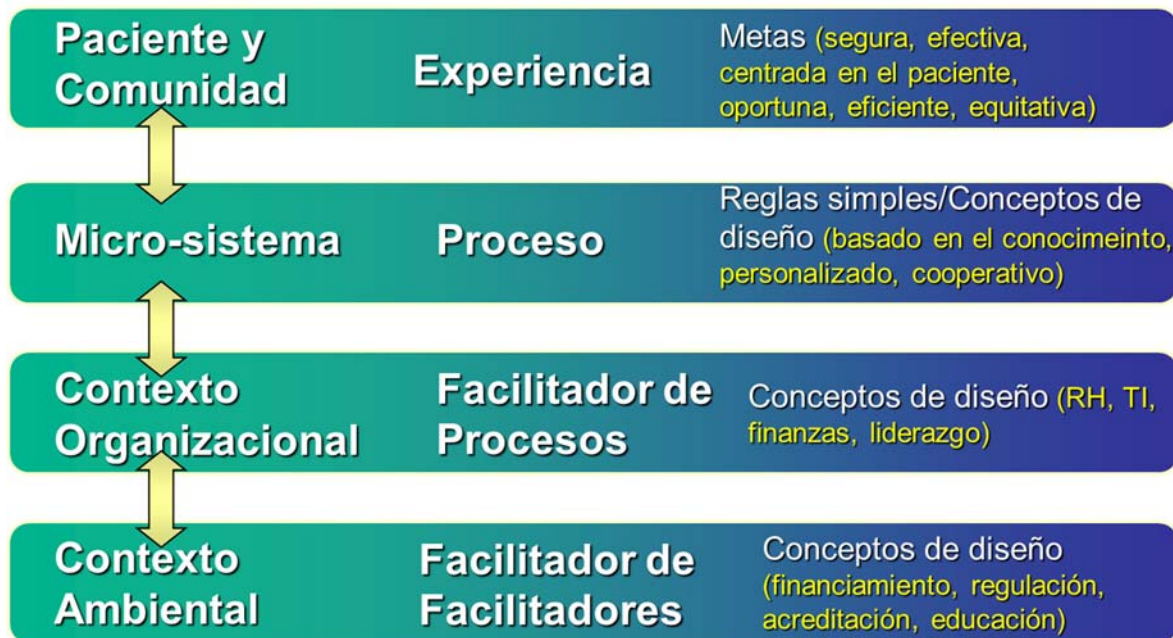 Paciente y
Comunidad
Experiencia
Metas (segura, efectiva,
centrada en el paciente,
oportuna, eficiente, equitativa)
Micro-sistema
Proceso
Reglas simples/Conceptos de
diseño (basado en el conocimeinto,
personalizado, cooperativo)
Contexto
Organizacional
Facilitador de
Procesos
Conceptos de diseño (RH, TI,
finanzas, liderazgo)
Contexto
Ambiental
Facilitador de
Facilitadores
Conceptos de diseño
(financiamiento, regulación,
acreditación, educación)